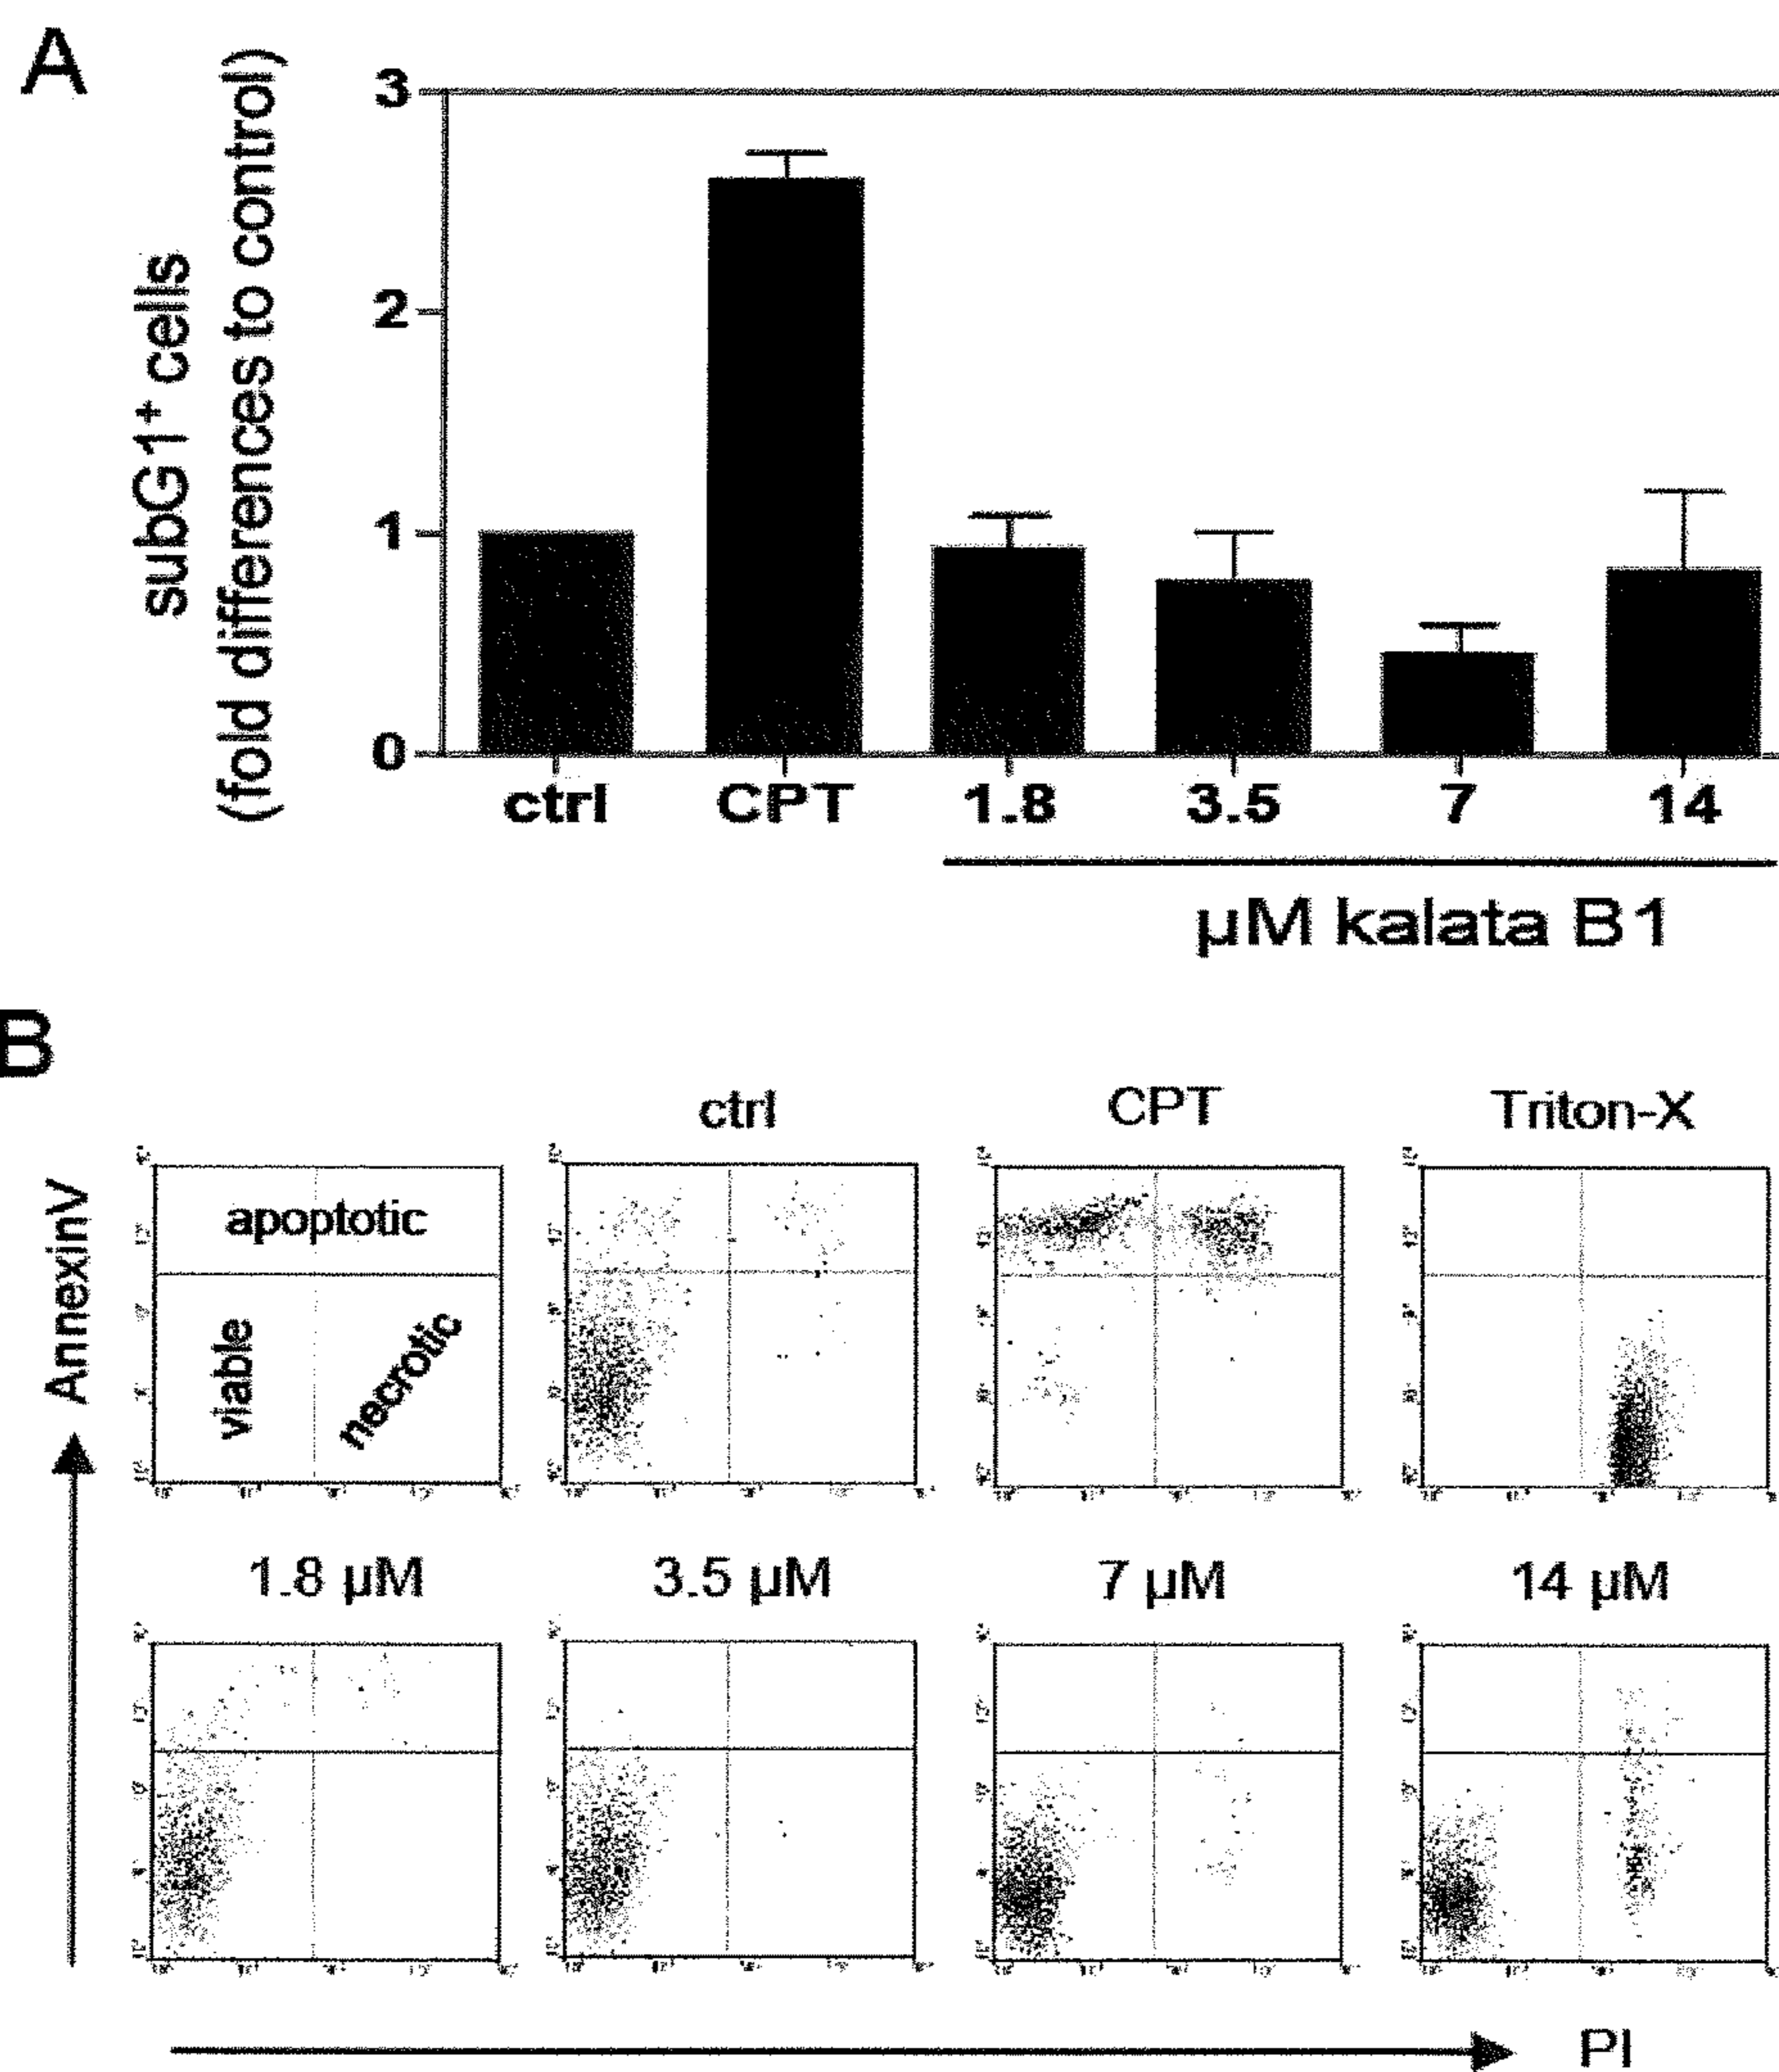 A
subG1⁺ cells
(fold differences to control)
3
2
1
0
ctrl CPT 1.8 3.5 7 14
µM kalata B1
B
ctrl CPT Triton-X
AnnexinV
apoptotic
viable
necrotic
1.8 µM 3.5 µM 7 µM 14 µM
PI